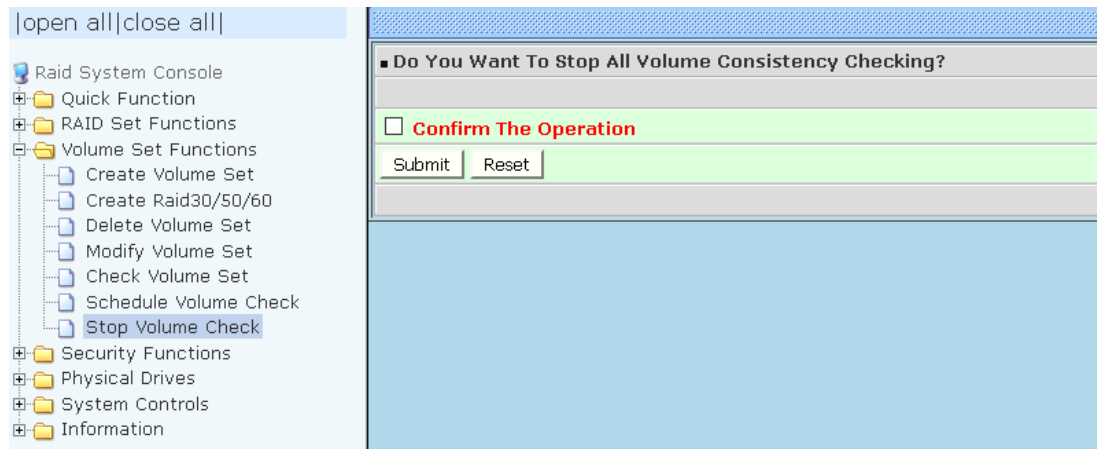 |open all|close all|
Raid System Console
Quick Function
RAID Set Functions
Volume Set Functions
Create Volume Set
Create Raid30/50/60
Delete Volume Set
Modify Volume Set
Check Volume Set
Schedule Volume Check
Stop Volume Check
Security Functions
Physical Drives
System Controls
Information
Do You Want To Stop All Volume Consistency Checking?
Confirm The Operation
Submit Reset